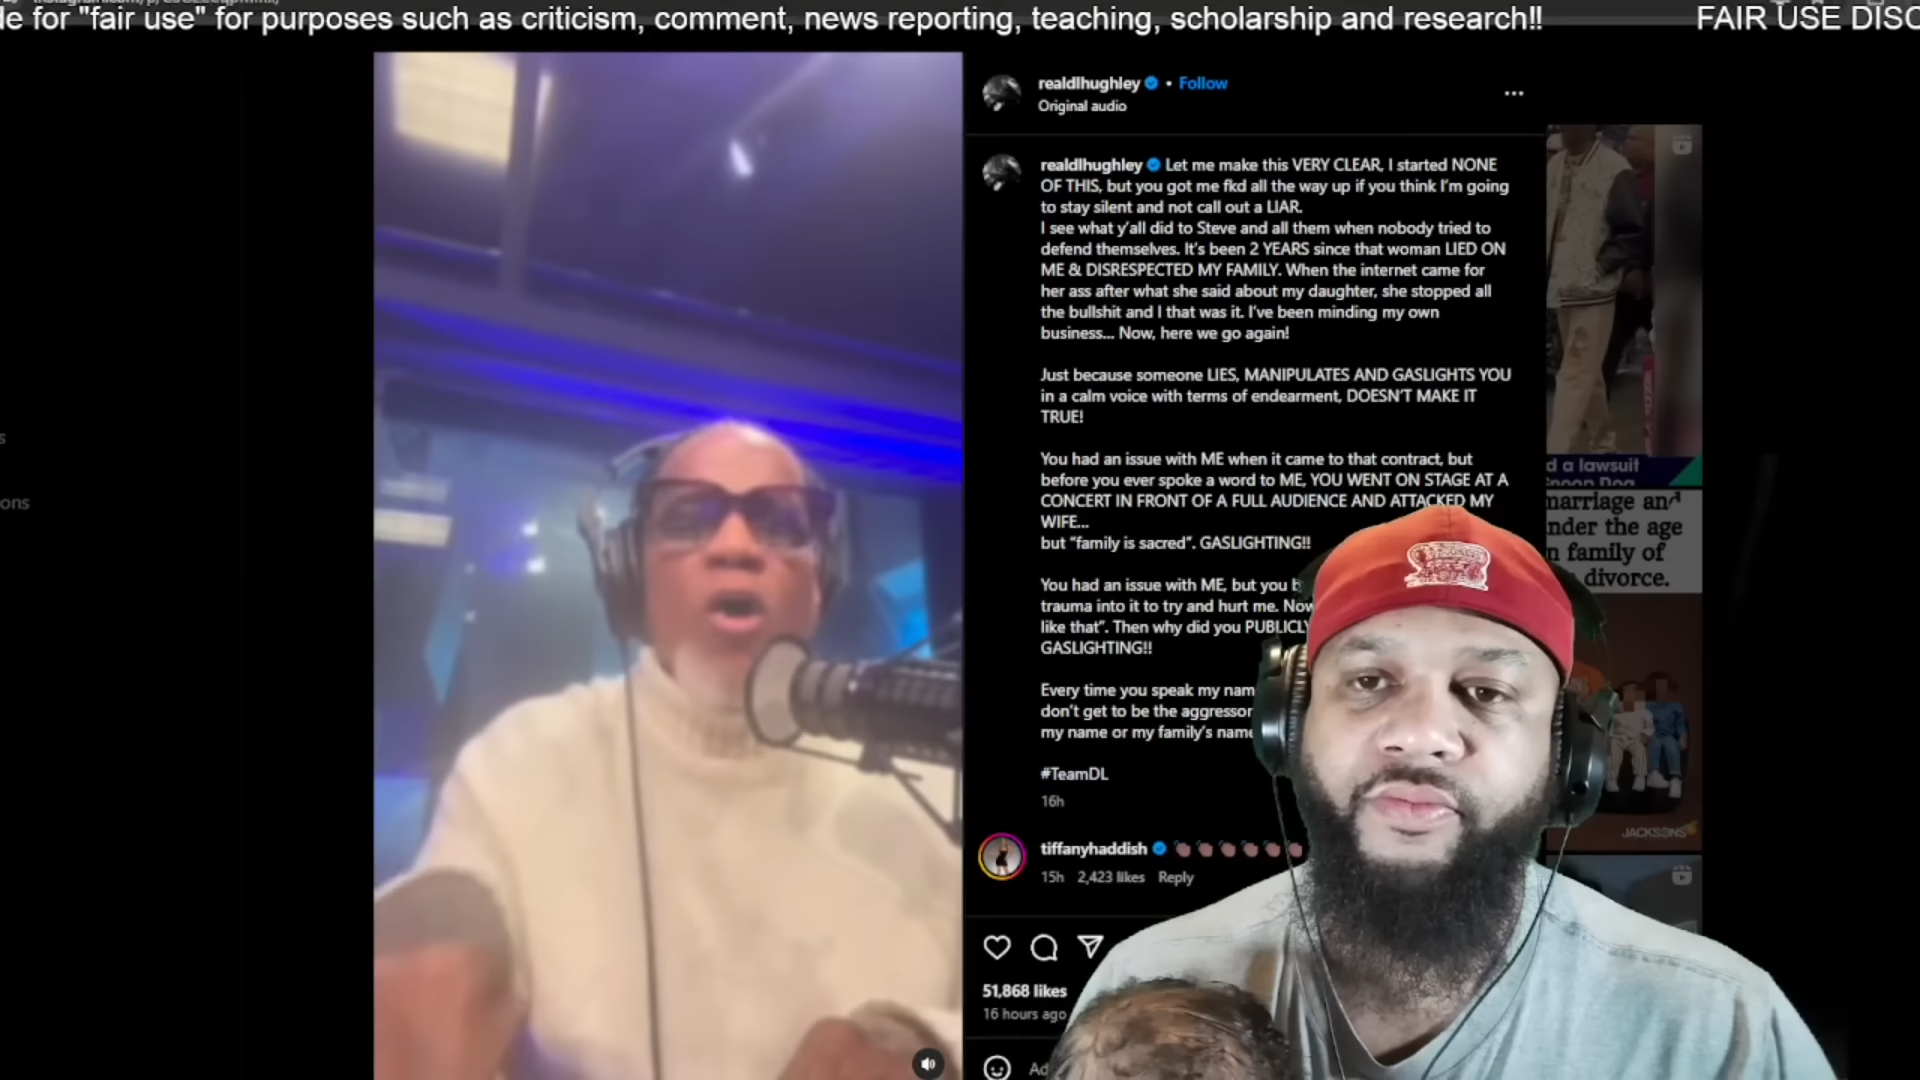 de for "fair use" for purposes such as criticism, comment, news reporting, teaching, scholarship and research!!
FAIR USE DISC
realdlhughley • Follow
Original audio
realdlhughley Let me make this VERY CLEAR, I started NONE
OF THIS, but you got me fkd all the way up if you think I'm going
to stay silent and not call out a LIAR.
I see what y'all did to Steve and all them when nobody tried to
defend themselves. It's been 2 YEARS since that woman LIED ON
ME & DISRESPECTED MY FAMILY. When the internet came for
her ass after what she said about my daughter, she stopped all
the bullshit and I that was it. I've been minding my own
business... Now, here we go again!
Just because someone LIES, MANIPULATES AND GASLIGHTS YOU
in a calm voice with terms of endearment, DOESN'T MAKE IT
TRUE!
You had an issue with ME when it came to that contract, but
before you ever spoke a word to ME, YOU WENT ON STAGE AT A
CONCERT IN FRONT OF A FULL AUDIENCE AND ATTACKED MY
WIFE...
but "family is sacred". GASLIGHTING!!
You had an issue with ME, but you b
trauma into it to try and hurt me. Now
like that". Then why did you PUBLICLY
GASLIGHTING!!
Every time you speak my nam
don't get to be the aggressor
my name or my family's name
#TeamDL
16h
tiffanyhaddish
15h 2,423 likes Reply
51,868 likes
16 hours ago
Ad
s
ons
d a lawsuit
Snoop Dog
marriage and
nder the age
n family of
divorce.
JACKSONS